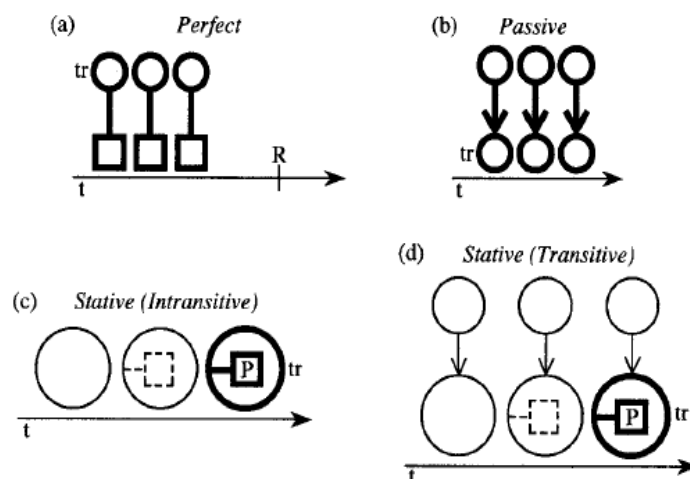 (a) Perfect
tr
R
t
(b) Passive
tr
t
(c) Stative (Intransitive)
P
tr
t
(d) Stative (Transitive)
P
tr
t